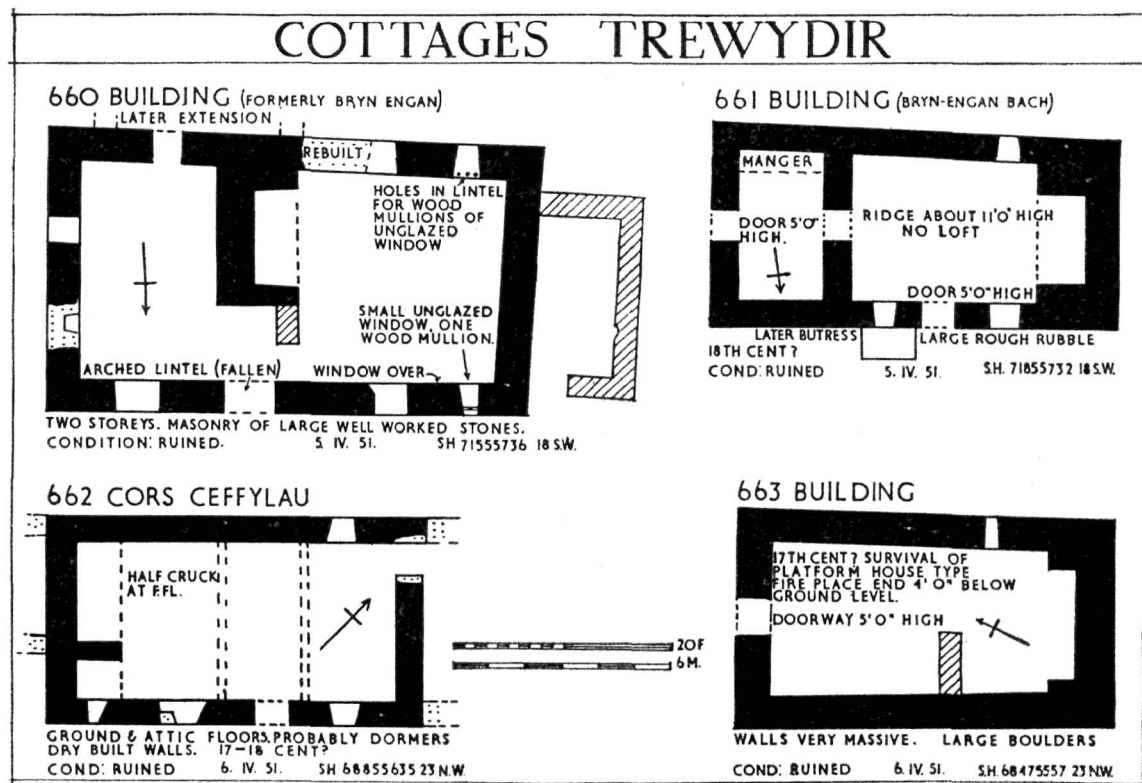 COTTAGES TREWYDIR
660 BUILDING (FORMERLY BRYN ENGAN)
LATER EXTENSION
REBUILT
HOLES IN LINTEL
FOR WOOD
MULLIONS OF
UNGLAZED
WINDOW
SMALL UNGLAZED
WINDOW, ONE
WOOD MULLION.
ARCHED LINTEL (FALLEN)
WINDOW OVER
TWO STOREYS. MASONRY OF LARGE WELL WORKED STONES.
CONDITION: RUINED. 5. IV. 51. SH 71555736 18 S.W.
661 BUILDING (BRYN-ENGAN BACH)
MANGER
DOOR 5'0"
HIGH.
RIDGE ABOUT 11'0" HIGH
NO LOFT
DOOR 5'0" HIGH
LATER BUTRESS
LARGE ROUGH RUBBLE
18TH CENT?
COND: RUINED 5. IV. 51. S.H. 71855732 18 S.W.
662 CORS CEFFYLAU
HALF CRUCK
AT F.FL.
GROUND & ATTIC FLOORS. PROBABLY DORMERS
DRY BUILT WALLS. 17-18 CENT?
COND: RUINED 6. IV. 51. SH 68855635 23 N.W.
20F
6M.
663 BUILDING
17TH CENT? SURVIVAL OF
PLATFORM HOUSE TYPE
FIRE PLACE END 4'0" BELOW
GROUND LEVEL.
DOORWAY 5'0" HIGH
WALLS VERY MASSIVE. LARGE BOULDERS
COND: RUINED 6. IV. 51. S.H. 68475557 23 NW.